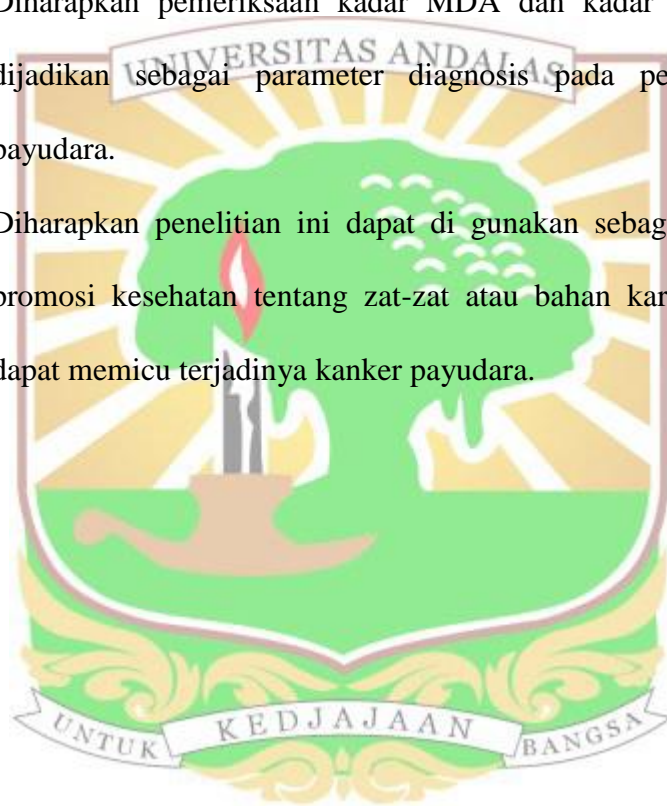 Diharapkan pemeriksaan kadar MDA dan kadar
UNIVERSITAS ANDALAS
dijadikan sebagai parameter diagnosis pada pe
payudara.
Diharapkan penelitian ini dapat di gunakan sebag
promosi kesehatan tentang zat-zat atau bahan kar
dapat memicu terjadinya kanker payudara.
UNTUK KEDJAJAAN BANGSA